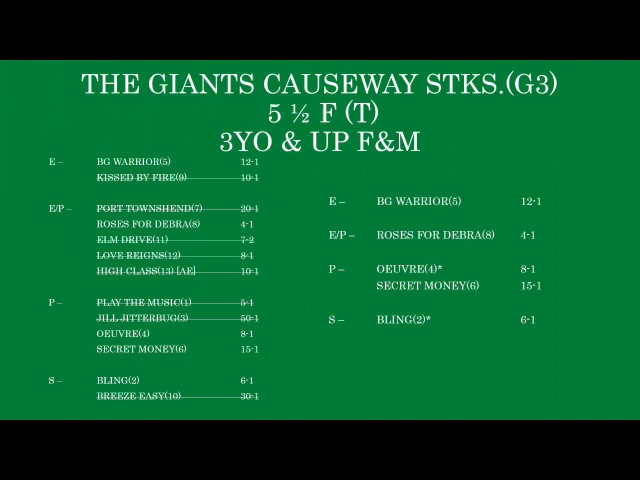 THE GIANTS CAUSEWAY STKS.(G3)
5 ½ F (T)
3YO & UP F&M
E – BG WARRIOR(5) 12-1
KISSED BY FIRE(9) 10-1
E/P – PORT TOWNSHEND(7) 20-1
ROSES FOR DEBRA(8) 4-1
ELM DRIVE(11) 7-2
LOVE REIGNS(12) 8-1
HIGH CLASS(13) [AE] 10-1
P – PLAY THE MUSIC(1) 5-1
JILL JITTERBUG(3) 50-1
OEUVRE(4) 8-1
SECRET MONEY(6) 15-1
S – BLING(2) 6-1
BREEZE EASY(10) 30-1
E – BG WARRIOR(5) 12-1
E/P – ROSES FOR DEBRA(8) 4-1
P – OEUVRE(4)* 8-1
SECRET MONEY(6) 15-1
S – BLING(2)* 6-1